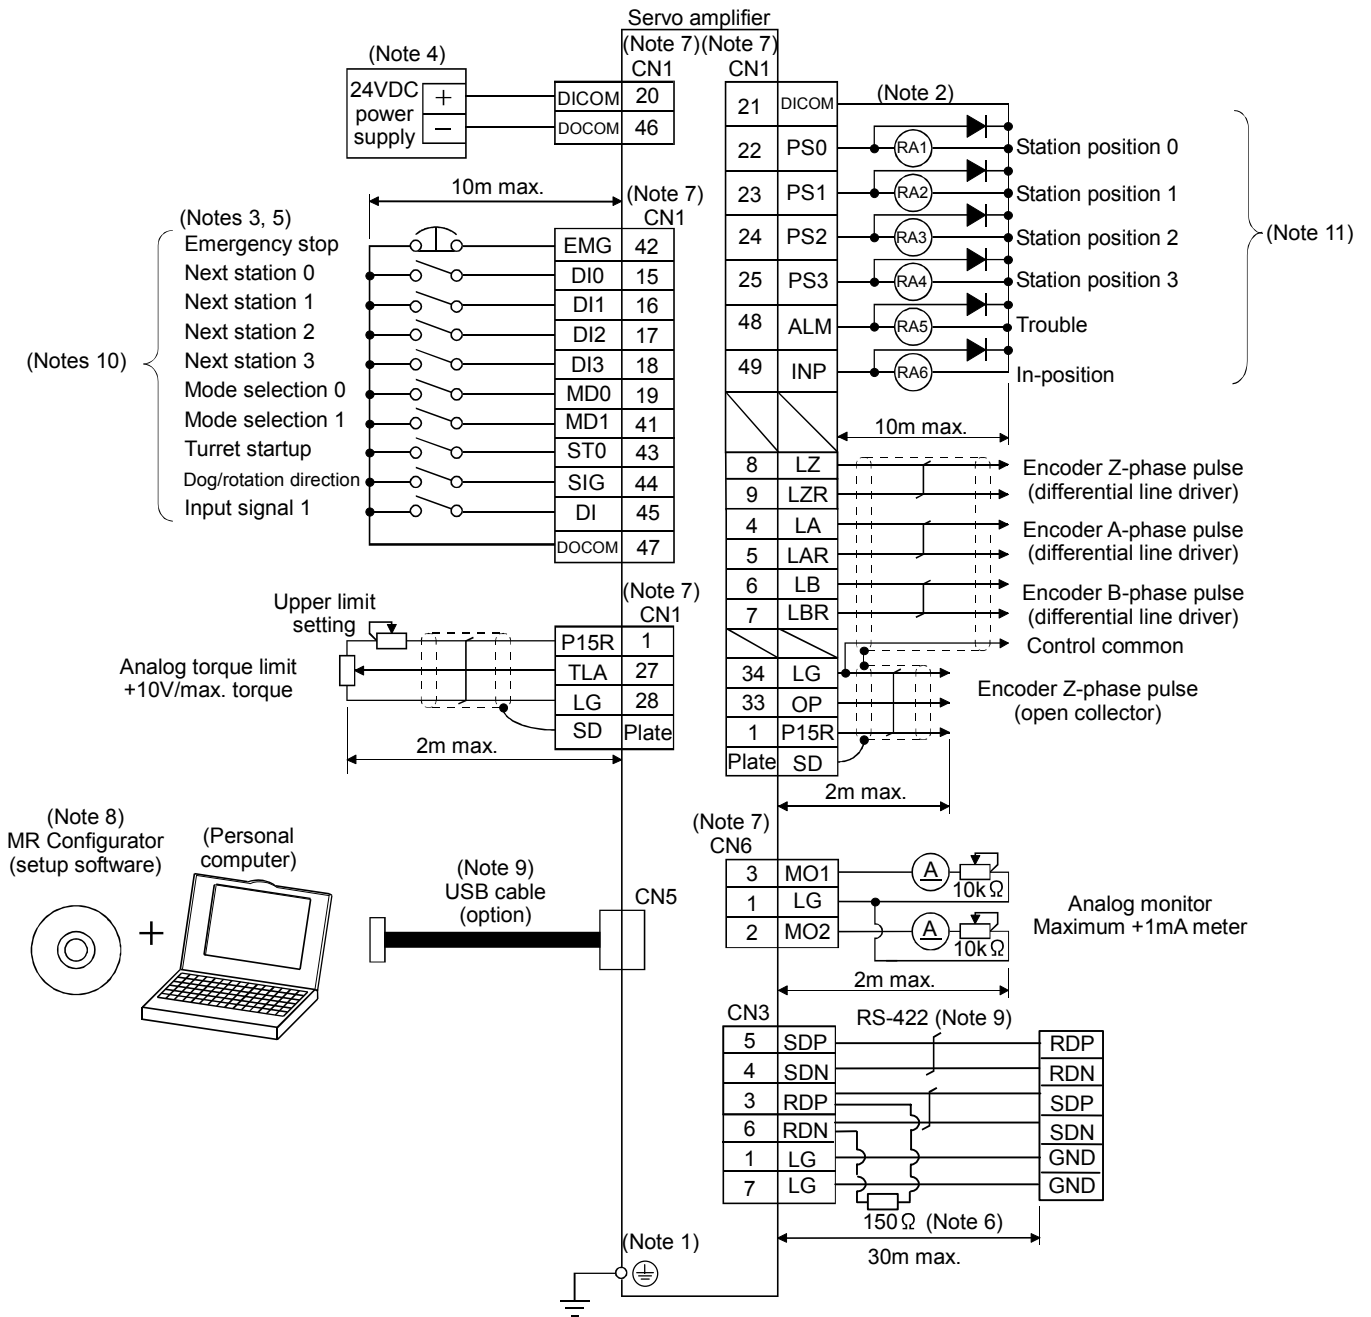 Servo amplifier
(Note 4)
24VDC
power
supply
+
−
(Note 7)
CN1
DICOM 20
DOCOM 46
10m max.
(Note 7)
CN1
(Notes 3, 5)
(Notes 10)
Emergency stop EMG 42
Next station 0 DI0 15
Next station 1 DI1 16
Next station 2 DI2 17
Next station 3 DI3 18
Mode selection 0 MD0 19
Mode selection 1 MD1 41
Turret startup ST0 43
Dog/rotation direction SIG 44
Input signal 1 DI 45
DOCOM 47
(Note 7)
CN1
Upper limit
setting
Analog torque limit
+10V/max. torque
P15R 1
TLA 27
LG 28
SD Plate
2m max.
(Note 8)
MR Configurator
(setup software)
+
(Personal
computer)
(Note 9)
USB cable
(option)
CN5
(Note 1)
(Note 7)
CN1
(Note 2)
21 DICOM
22 PS0 RA1 Station position 0
23 PS1 RA2 Station position 1
24 PS2 RA3 Station position 2
25 PS3 RA4 Station position 3
48 ALM RA5 Trouble
49 INP RA6 In-position
(Note 11)
10m max.
8 LZ
9 LZR
Encoder Z-phase pulse
(differential line driver)
4 LA
5 LAR
Encoder A-phase pulse
(differential line driver)
6 LB
7 LBR
Encoder B-phase pulse
(differential line driver)
Control common
34 LG
33 OP
1 P15R
Plate SD
Encoder Z-phase pulse
(open collector)
2m max.
(Note 7)
CN6
3 MO1 A 10kΩ
1 LG
2 MO2 A 10kΩ
Analog monitor
Maximum +1mA meter
2m max.
CN3
RS-422 (Note 9)
5 SDP RDP
4 SDN RDN
3 RDP SDP
6 RDN SDN
1 LG GND
7 LG GND
150Ω (Note 6)
30m max.